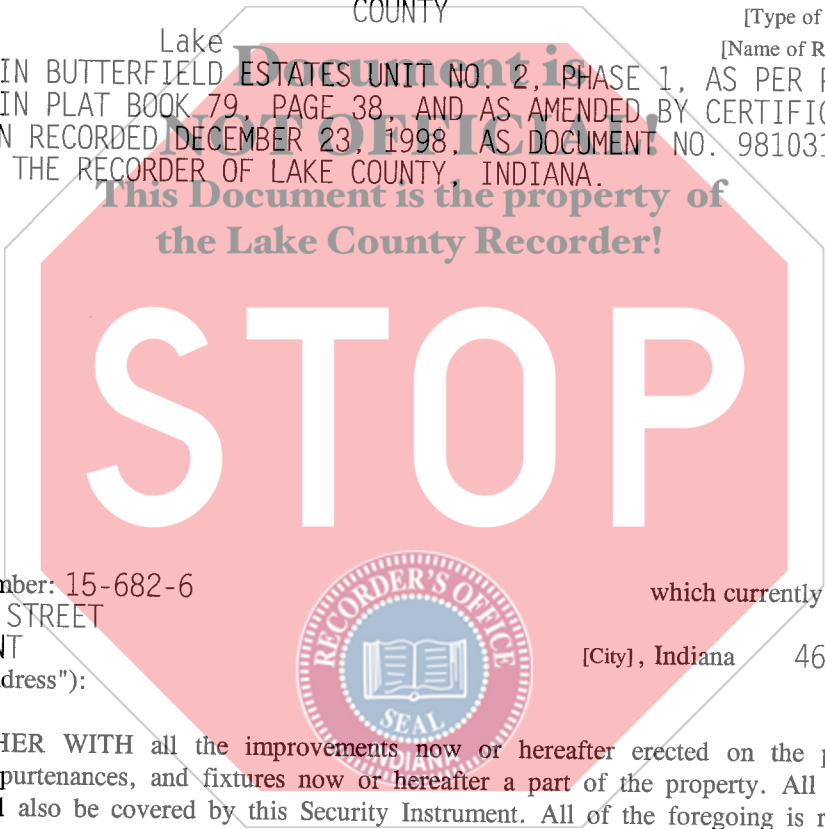 COUNTY
[Type of
Lake
[Name of R
IN BUTTERFIELD ESTATES UNIT NO. 2, PHASE 1, AS PER
IN PLAT BOOK 79, PAGE 38, AND AS AMENDED BY CERTIFIC
N RECORDED DECEMBER 23, 1998, AS DOCUMENT NO. 981031
THE RECORDER OF LAKE COUNTY, INDIANA.
Document is
NOT OFFICIAL!
This Document is the property of
the Lake County Recorder!
STOP
mber: 15-682-6
which currently
STREET
NT
[City], Indiana 46
dress"):
RECORDER'S OFFICE
SEAL
INDIANA
HER WITH all the improvements now or hereafter erected on the p
purtenances, and fixtures now or hereafter a part of the property. All
also be covered by this Security Instrument. All of the foregoing is r